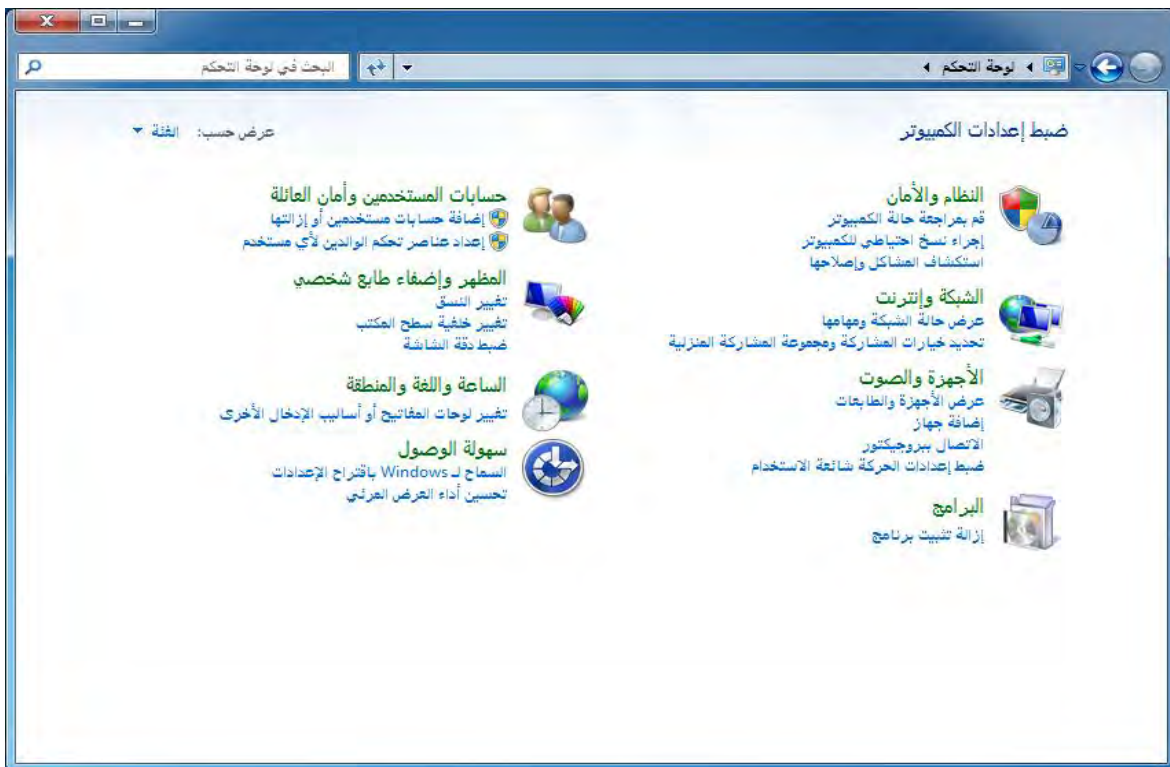 لوحة التحكم
البحث في لوحة التحكم
ضبط إعدادات الكمبيوتر
عرض حسب: الفئة
النظام والأمان
قم بمراجعة حالة الكمبيوتر
إجراء نسخ احتياطي للكمبيوتر
استكشاف المشاكل وإصلاحها
الشبكة وإنترنت
عرض حالة الشبكة ومهامها
تحديد خيارات المشاركة ومجموعة المشاركة المنزلية
الأجهزة والصوت
عرض الأجهزة والطابعات
إضافة جهاز
الاتصال ببروجيكتور
ضبط إعدادات الحركة شائعة الاستخدام
البرامج
إزالة تثبيت برنامج
حسابات المستخدمين وأمان العائلة
إضافة حسابات مستخدمين أو إزالتها
إعداد عناصر تحكم الوالدين لأي مستخدم
المظهر وإضفاء طابع شخصي
تغيير النسق
تغيير خلفية سطح المكتب
ضبط دقة الشاشة
الساعة واللغة والمنطقة
تغيير لوحات المفاتيح أو أساليب الإدخال الأخرى
سهولة الوصول
السماح لـ Windows باقتراح الإعدادات
تحسين أداء العرض المرئي